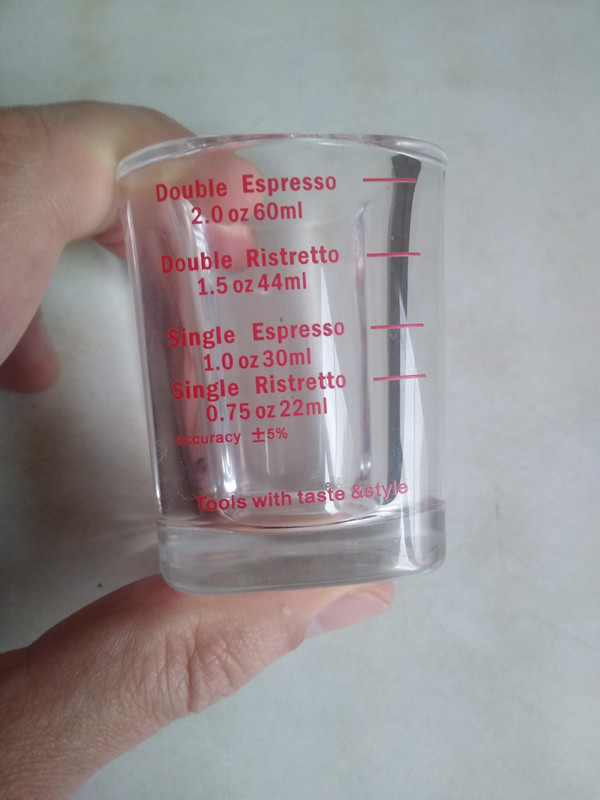 Double Espresso
2.0 oz 60ml
Double Ristretto
1.5 oz 44ml
Single Espresso
1.0 oz 30ml
Single Ristretto
0.75 oz 22ml
accuracy ±5%
Tools with taste &style